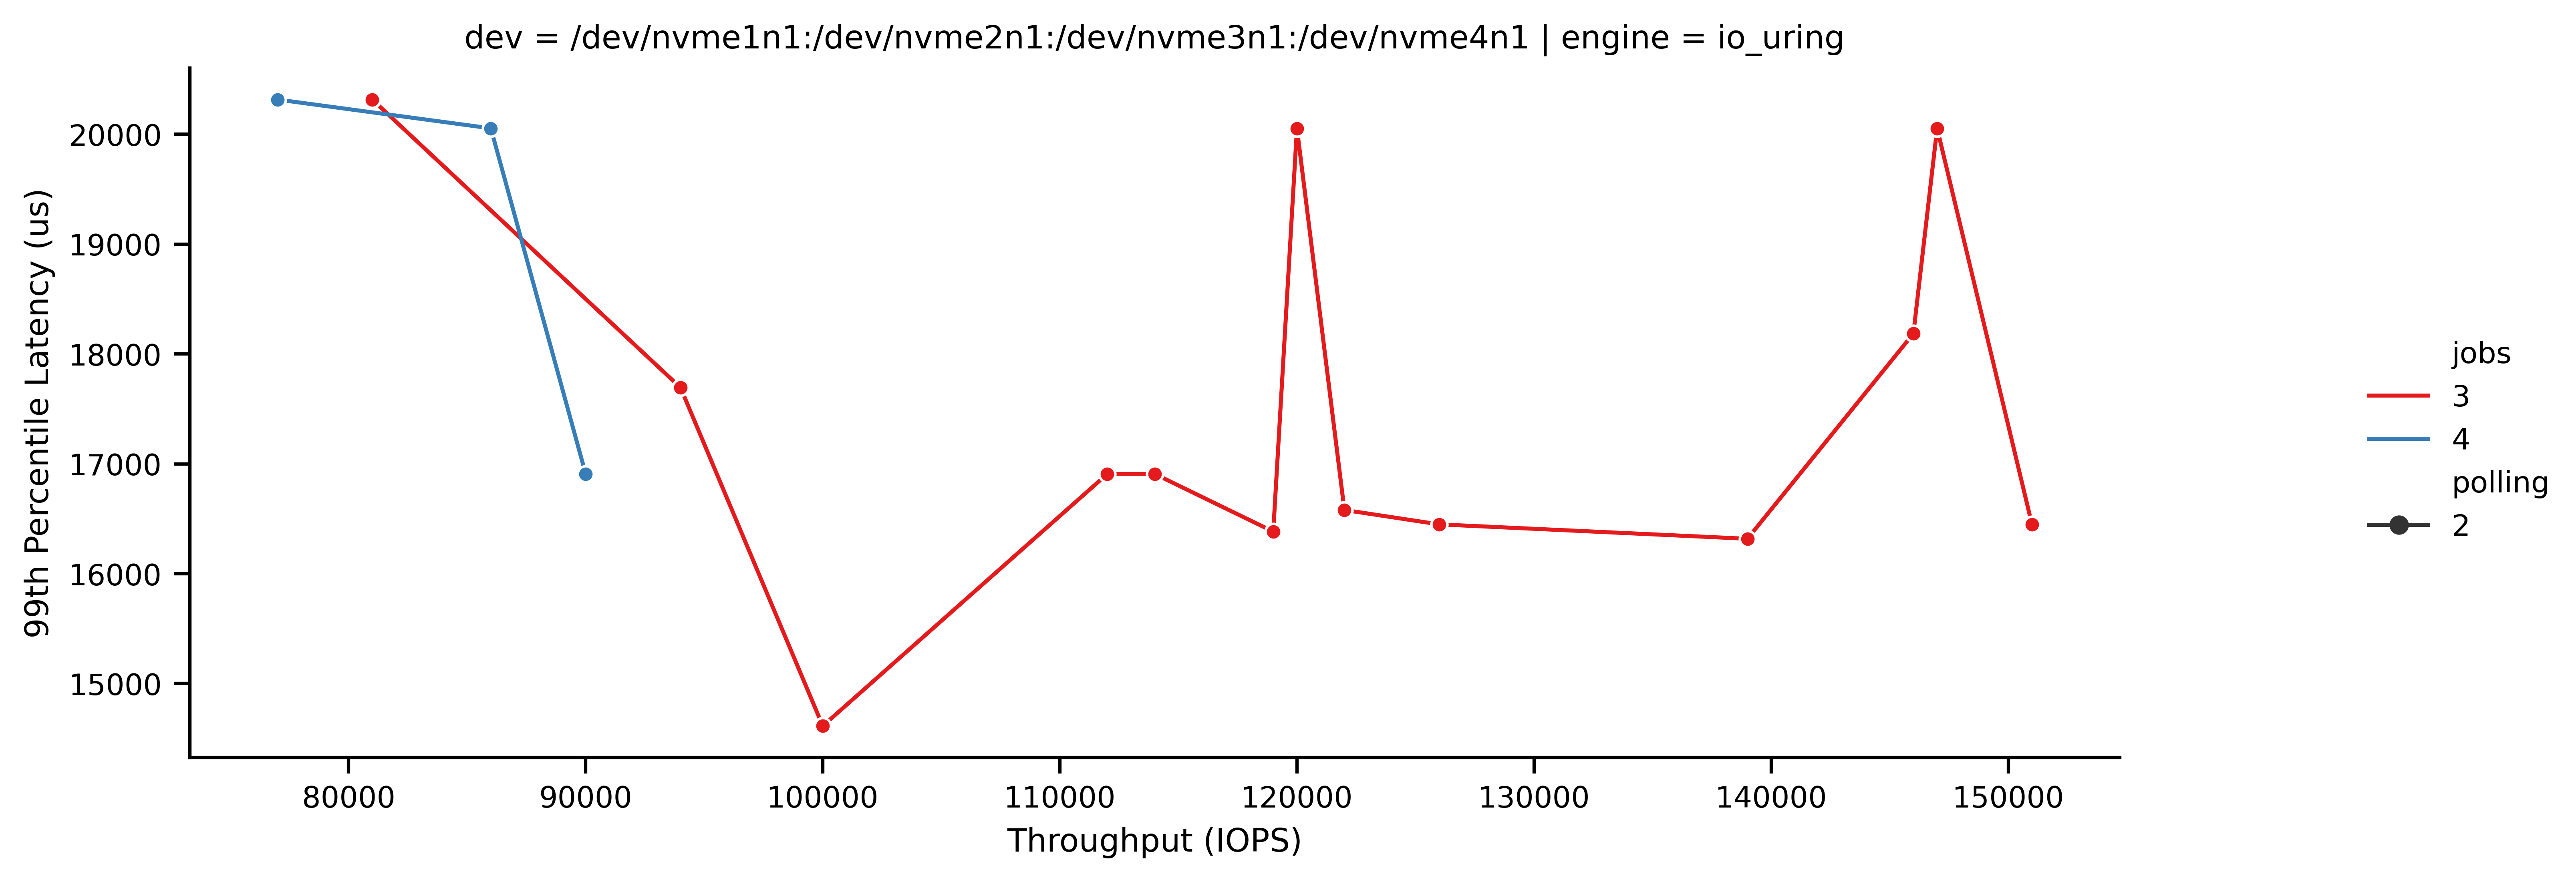 dev = /dev/nvme1n1:/dev/nvme2n1:/dev/nvme3n1:/dev/nvme4n1 | engine = io_uring
99th Percentile Latency (us)
20000
19000
18000
17000
16000
15000
80000 90000 100000 110000 120000 130000 140000 150000
Throughput (IOPS)
jobs
3
4
polling
2